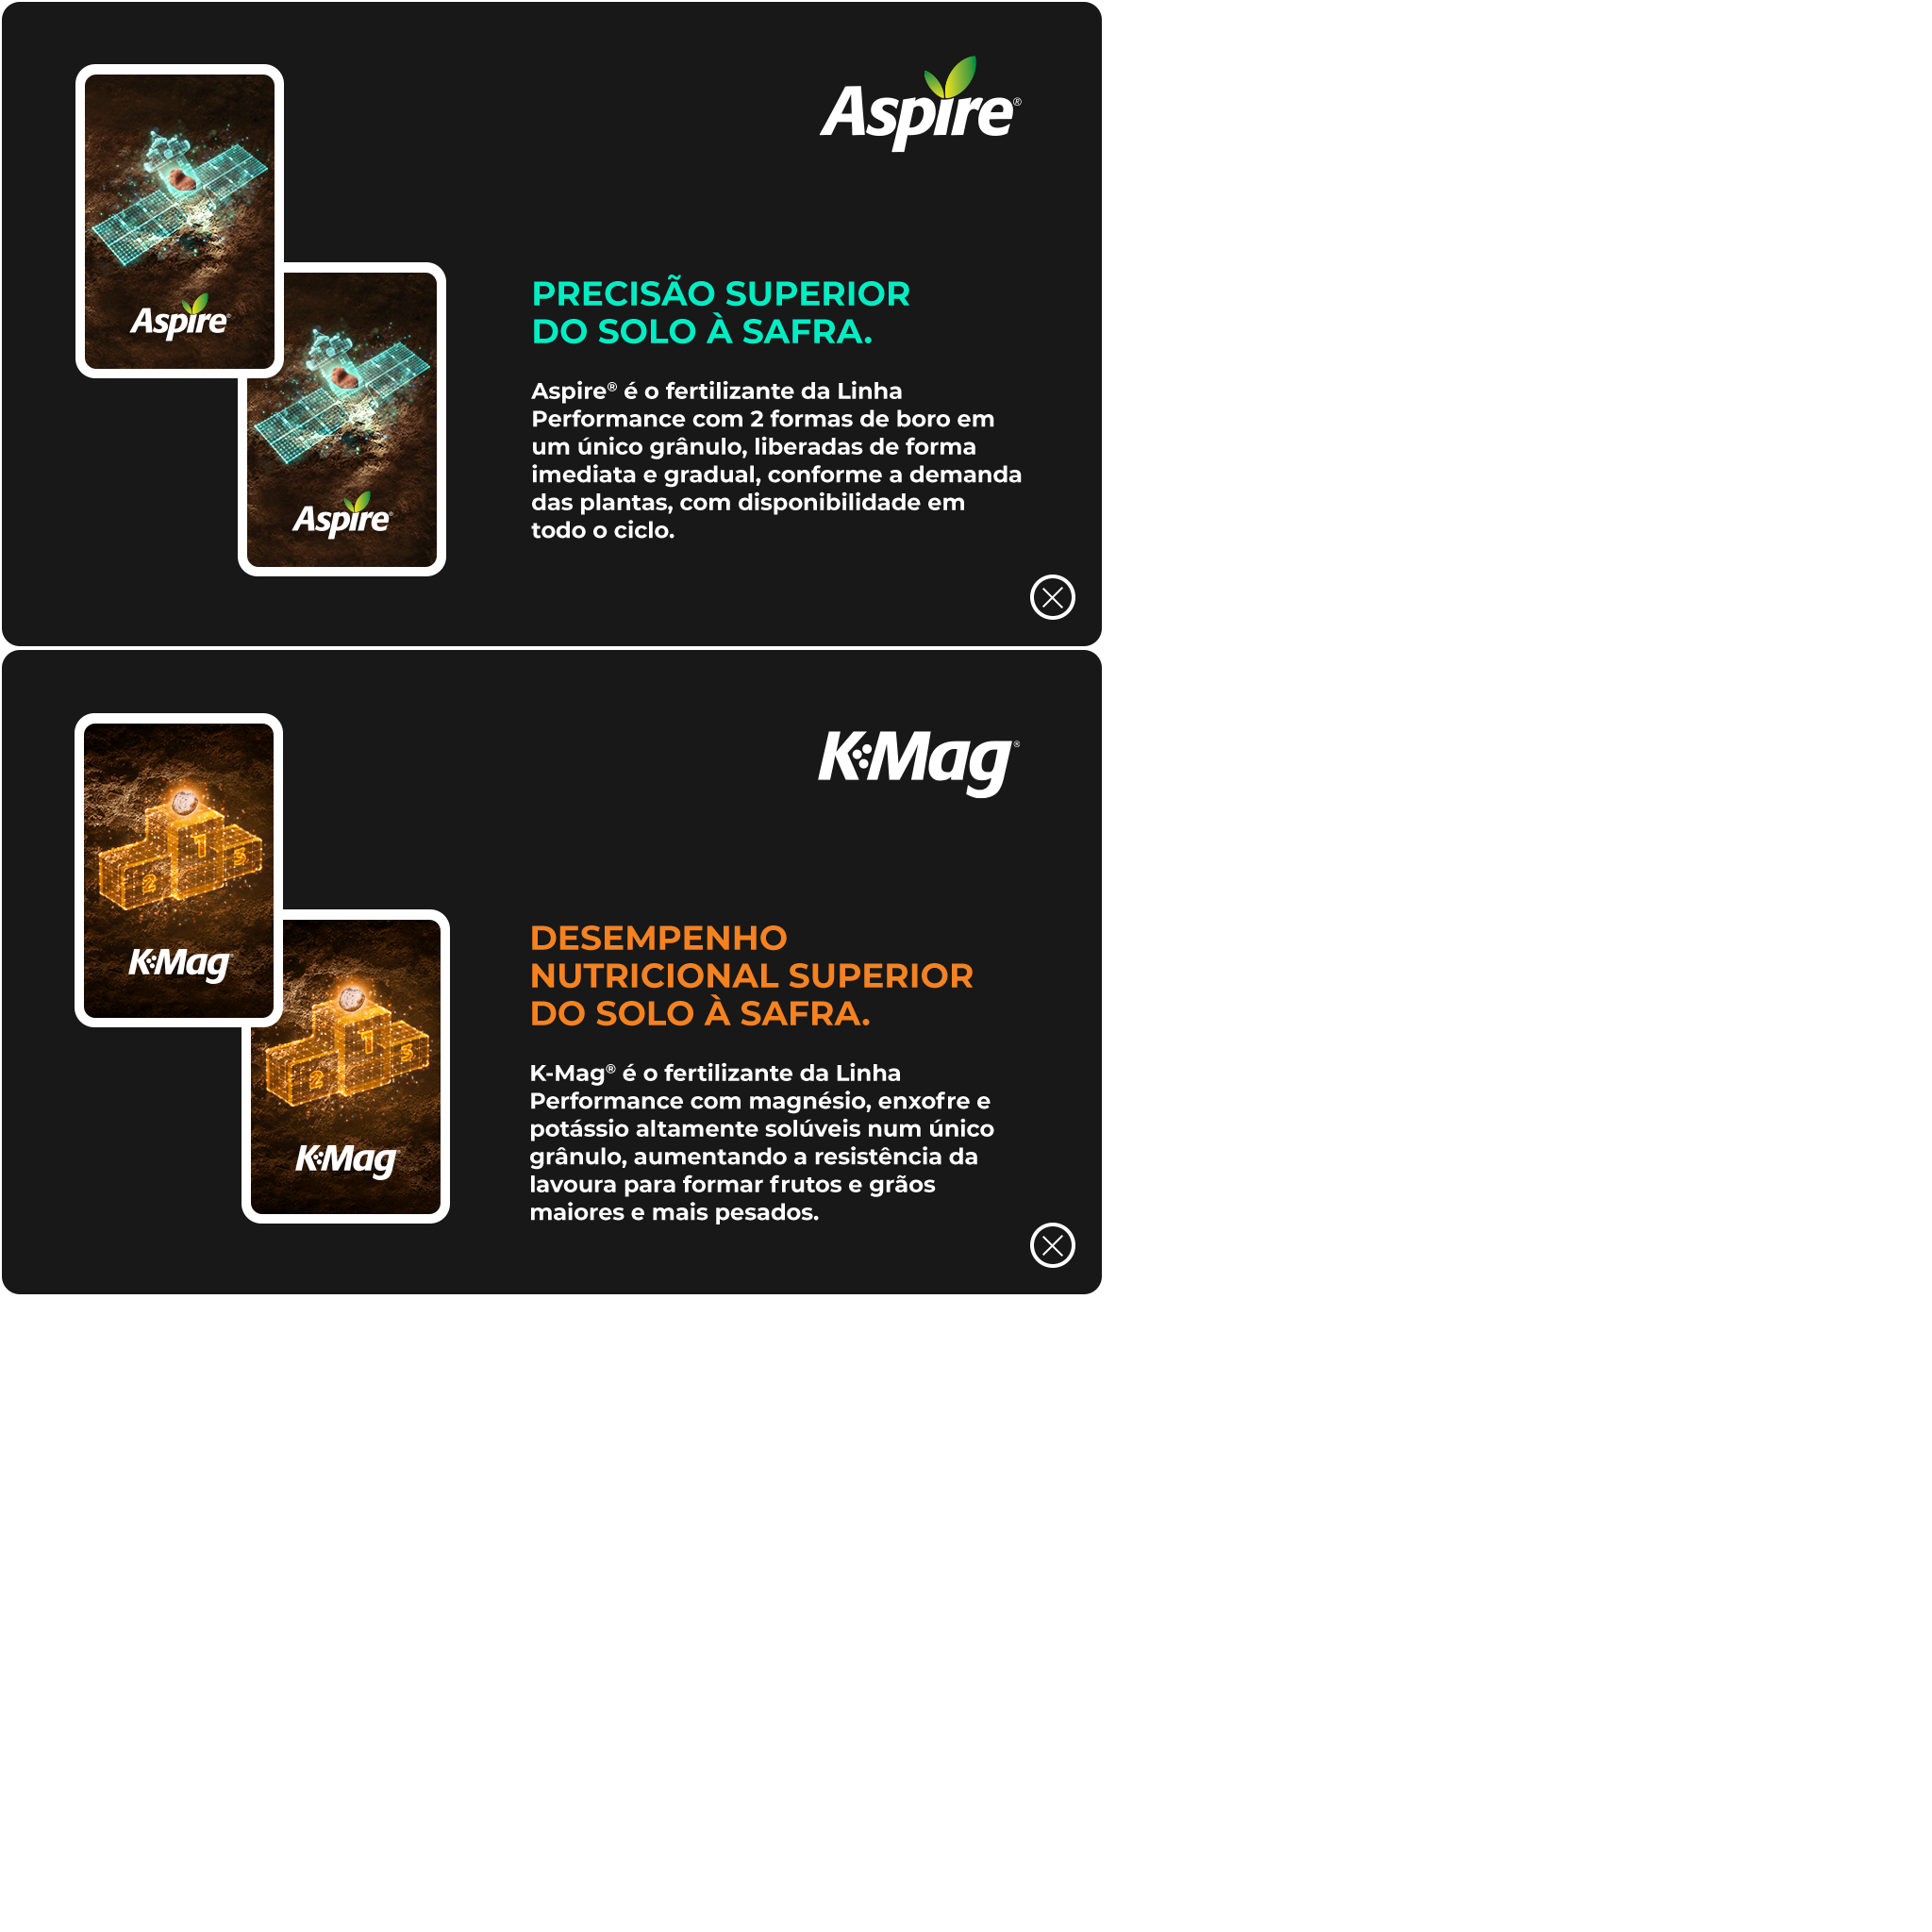 Aspire®
Aspire®
Aspire®
PRECISÃO SUPERIOR
DO SOLO À SAFRA.
Aspire® é o fertilizante da Linha
Performance com 2 formas de boro em
um único grânulo, liberadas de forma
imediata e gradual, conforme a demanda
das plantas, com disponibilidade em
todo o ciclo.
K-Mag®
1
2
3
K-Mag
1
2
3
K-Mag
DESEMPENHO
NUTRICIONAL SUPERIOR
DO SOLO À SAFRA.
K-Mag® é o fertilizante da Linha
Performance com magnésio, enxofre e
potássio altamente solúveis num único
grânulo, aumentando a resistência da
lavoura para formar frutos e grãos
maiores e mais pesados.